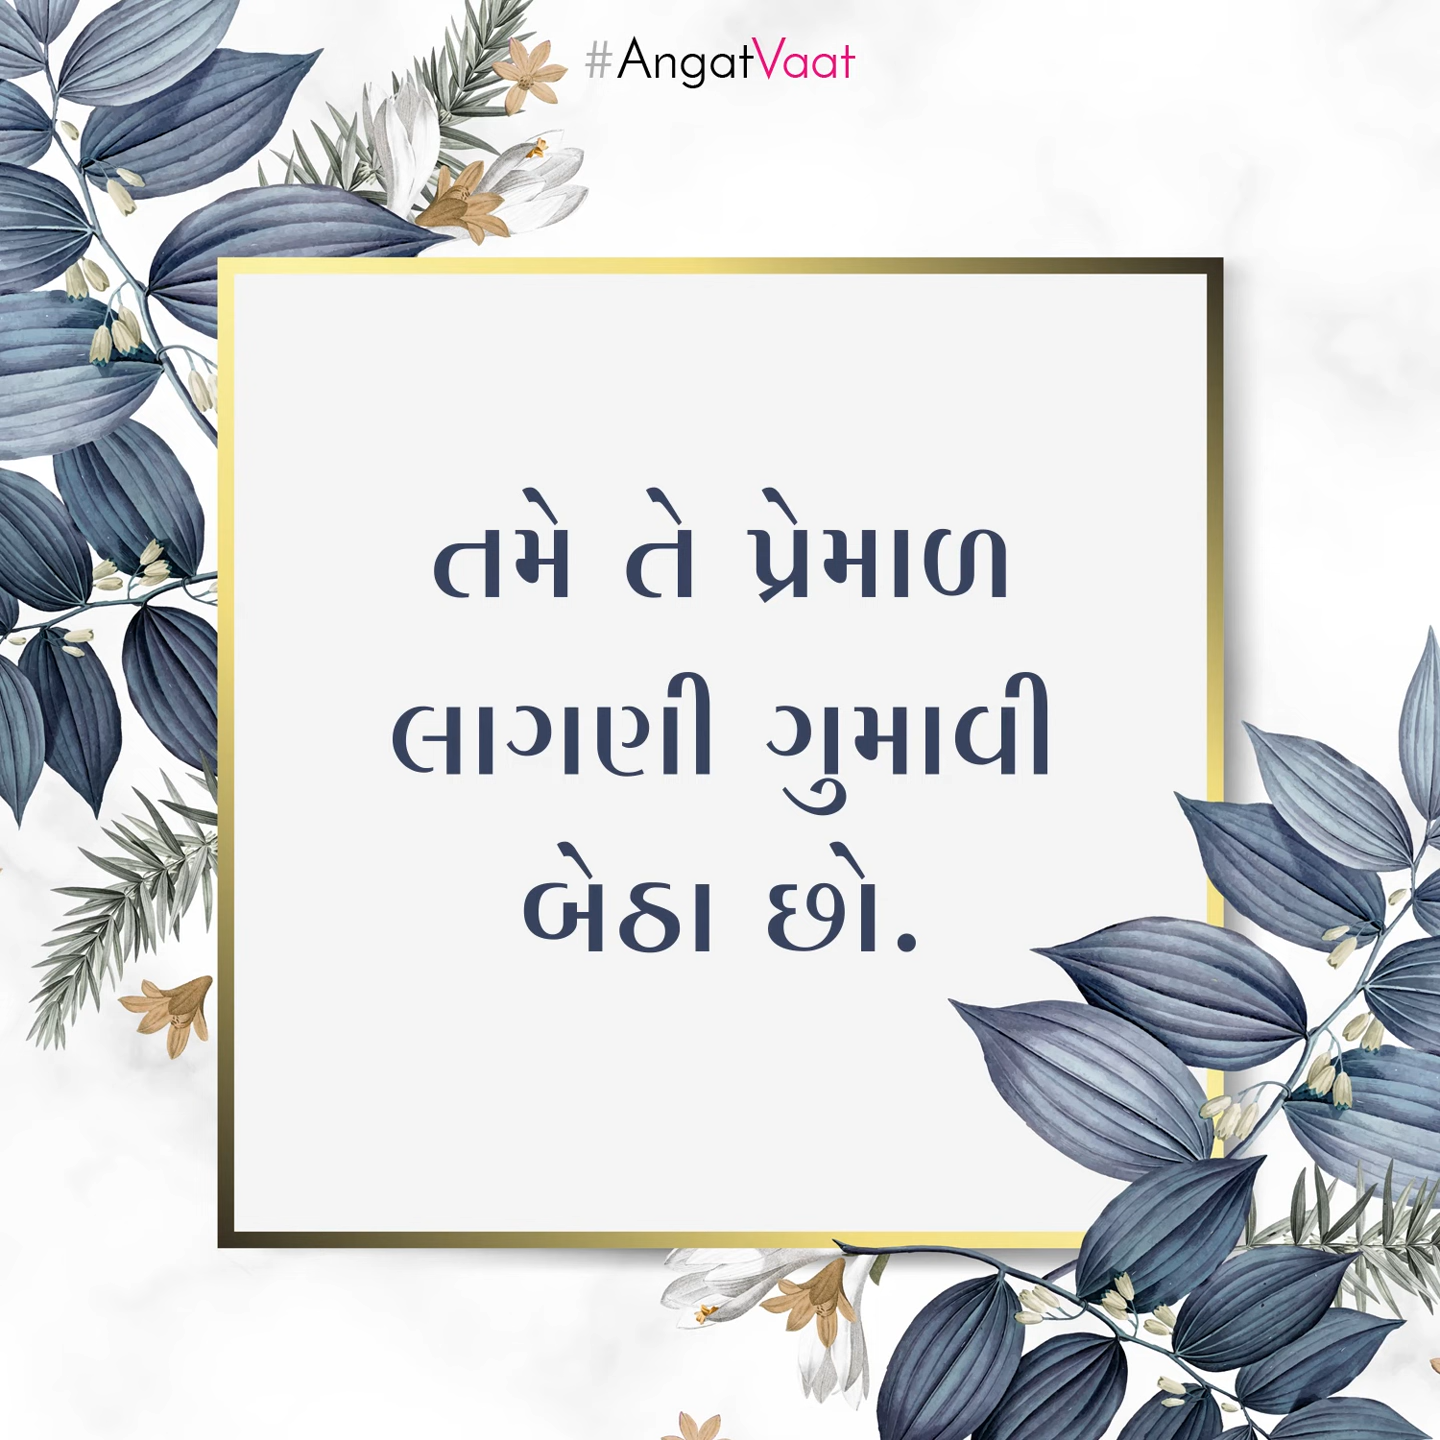 #AngatVaat
તમે તે પ્રેમાળ
લાગણી ગુમાવી
બેઠા છો.